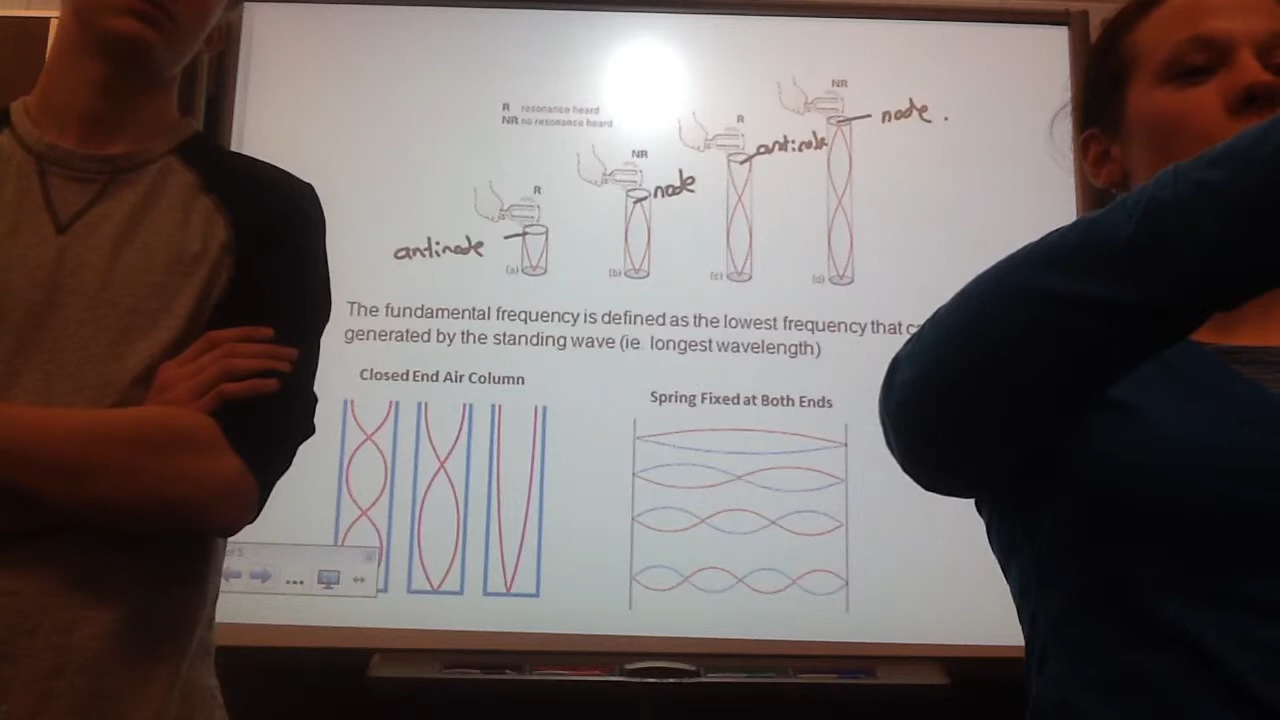 R resonance heard
NR no resonance heard
R
NR
R
NR
antinode
node
antinode
node.
(a)
(b)
(c)
(d)
The fundamental frequency is defined as the lowest frequency that
generated by the standing wave (ie longest wavelength)
Closed End Air Column
Spring Fixed at Both Ends